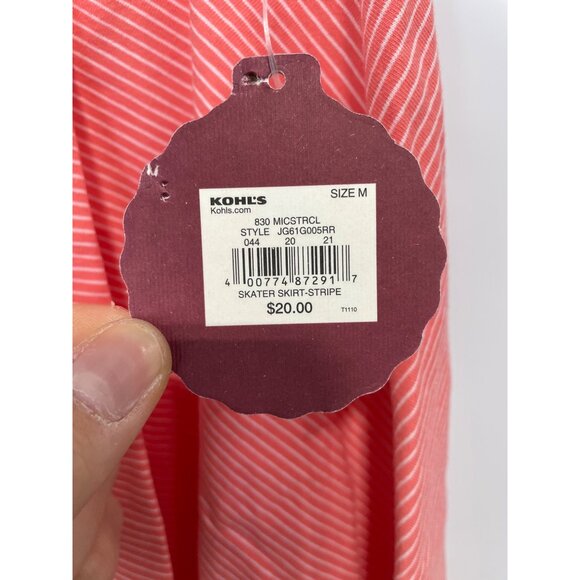 KOHL'S SIZE M
Kohls.com
830 MICSTRCL
STYLE JG61G005RR
044 20 21
4 00774 87291 7
SKATER SKIRT-STRIPE
$20.00 T1110